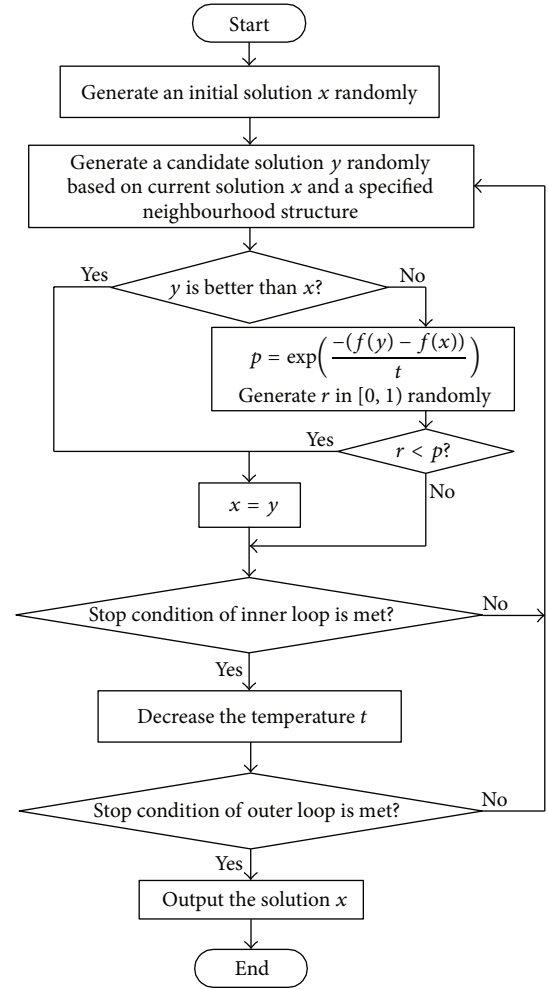 Start
Generate an initial solution x randomly
Generate a candidate solution y randomly
based on current solution x and a specified
neighbourhood structure
Yes
y is better than x?
No
p = exp(−(f(y) − f(x))/t)
Generate r in [0, 1) randomly
Yes
r < p?
x = y
No
Stop condition of inner loop is met?
No
Yes
Decrease the temperature t
Stop condition of outer loop is met?
No
Yes
Output the solution x
End